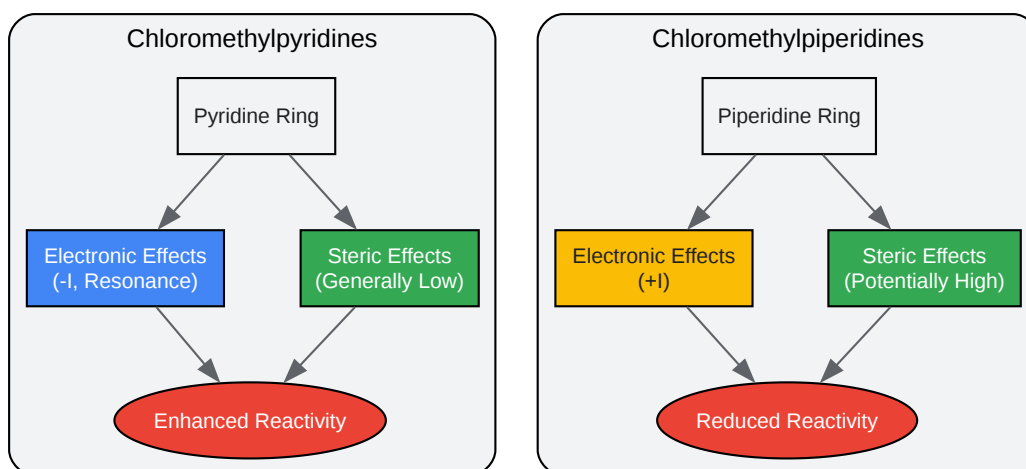 Chloromethylpyridines
Pyridine Ring
Electronic Effects
(-I, Resonance)
Steric Effects
(Generally Low)
Enhanced Reactivity
Chloromethylpiperidines
Piperidine Ring
Electronic Effects
(+I)
Steric Effects
(Potentially High)
Reduced Reactivity